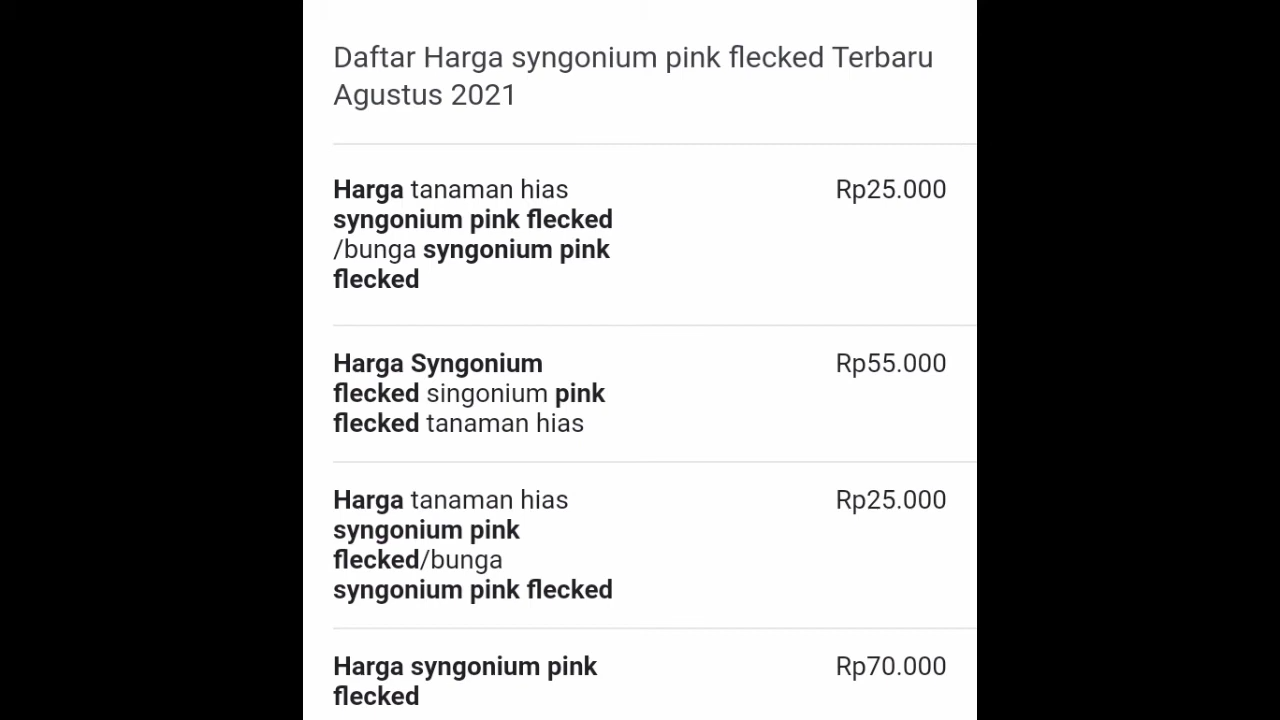 Daftar Harga syngonium pink flecked Terbaru
Agustus 2021
Harga tanaman hias Rp25.000
syngonium pink flecked
/bunga syngonium pink
flecked
Harga Syngonium Rp55.000
flecked singonium pink
flecked tanaman hias
Harga tanaman hias Rp25.000
syngonium pink
flecked/bunga
syngonium pink flecked
Harga syngonium pink Rp70.000
flecked